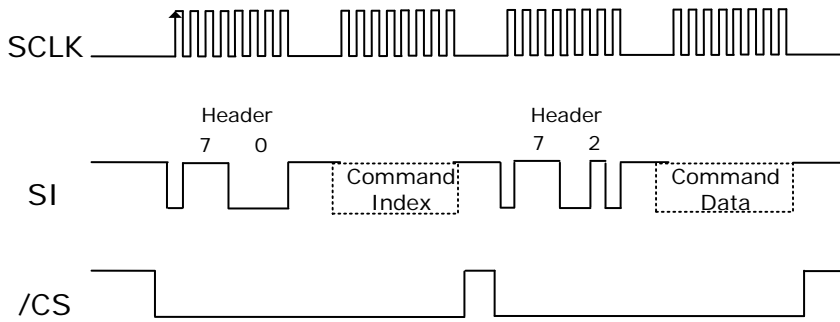 SCLK
Header
Header
7 0
7 2
SI
Command
Index
Command
Data
/CS